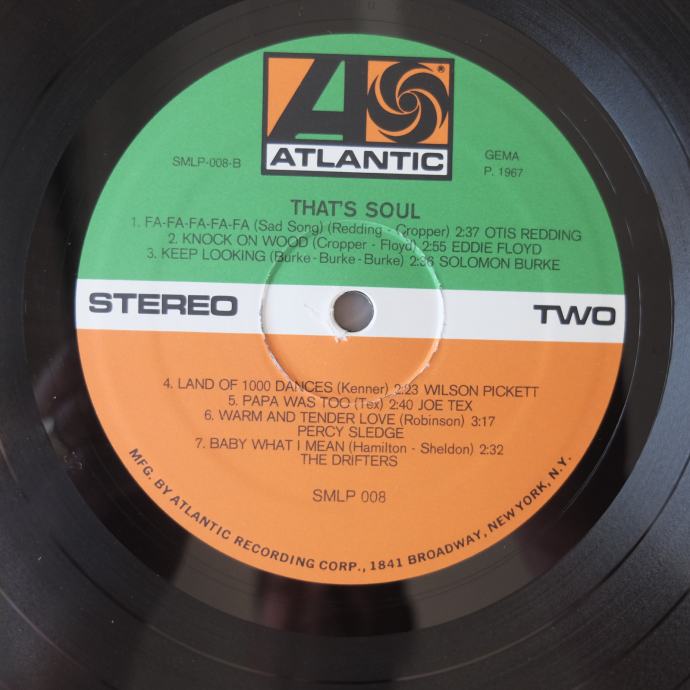 ATLANTIC
®
SMLP-008-B
GEMA
P. 1967
THAT'S SOUL
1. FA-FA-FA-FA-FA (Sad Song) (Redding - Cropper) 2:37 OTIS REDDING
2. KNOCK ON WOOD (Cropper - Floyd) 2:55 EDDIE FLOYD
3. KEEP LOOKING (Burke - Burke - Burke) 2:36 SOLOMON BURKE
STEREO
TWO
4. LAND OF 1000 DANCES (Kenner) 2:23 WILSON PICKETT
5. PAPA WAS TOO (Tex) 2:40 JOE TEX
6. WARM AND TENDER LOVE (Robinson) 3:17
PERCY SLEDGE
7. BABY WHAT I MEAN (Hamilton - Sheldon) 2:32
THE DRIFTERS
SMLP 008
MFG. BY ATLANTIC RECORDING CORP., 1841 BROADWAY, NEW YORK, N.Y.